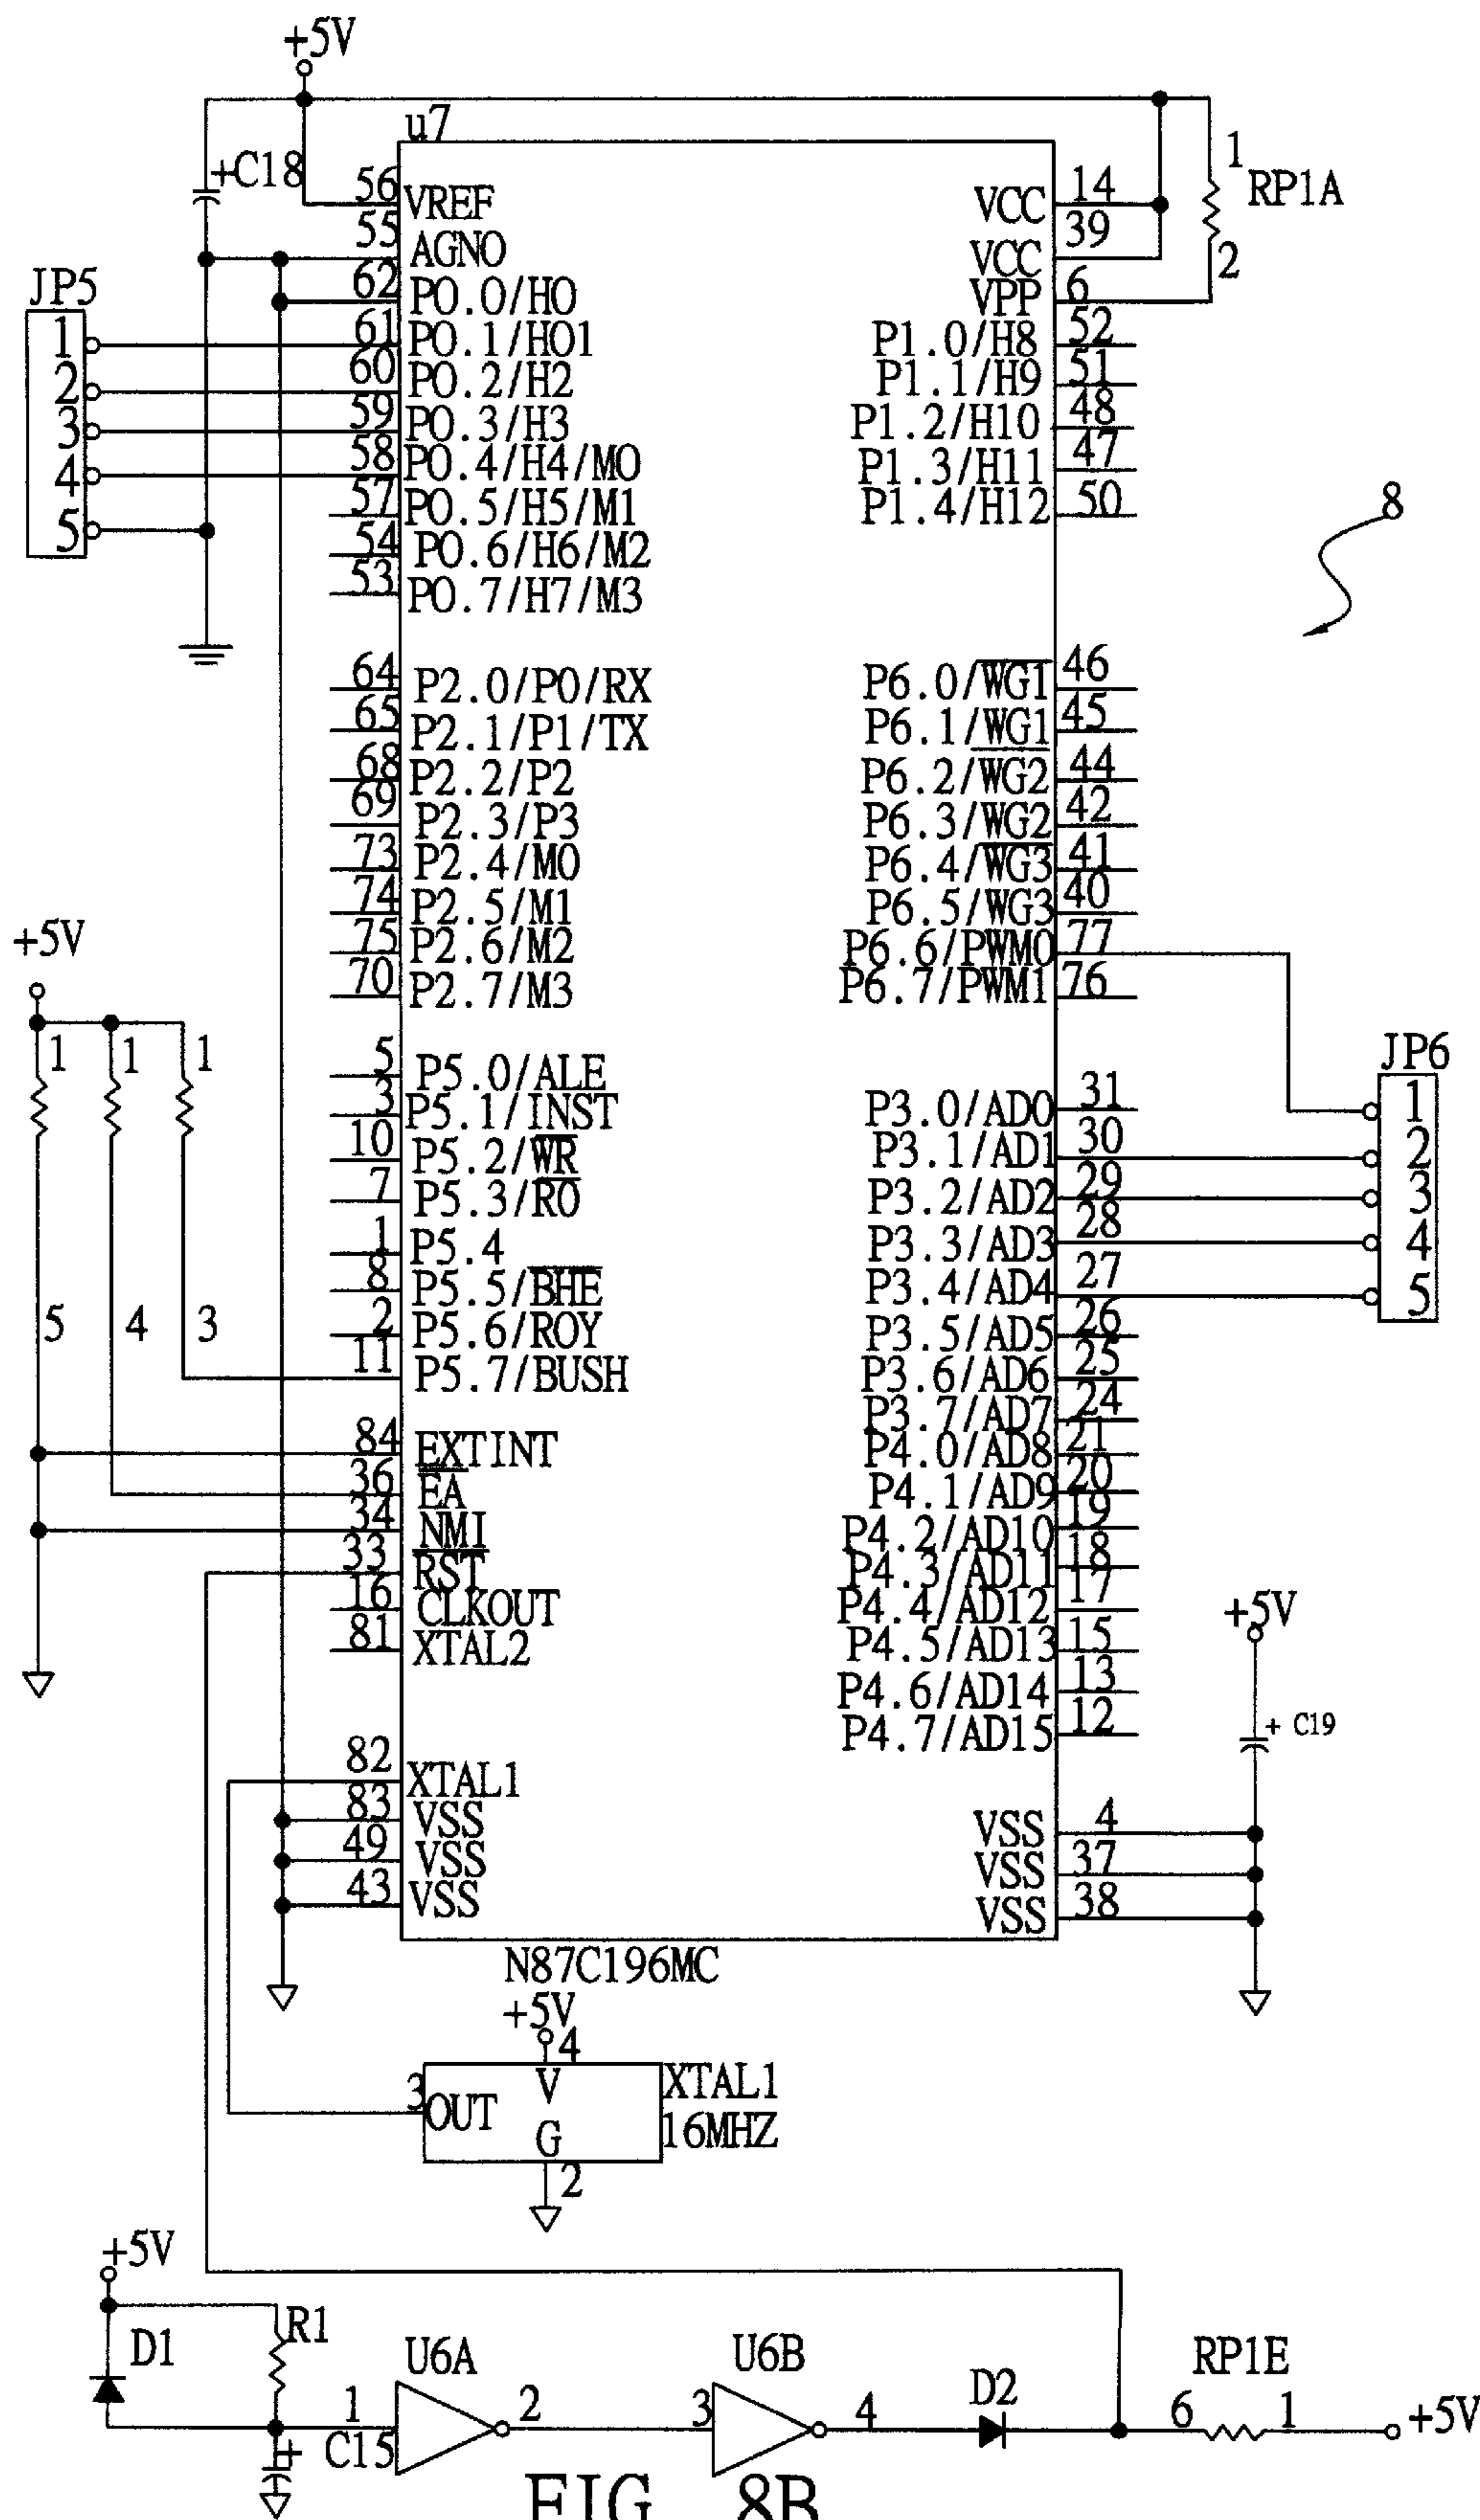 +5V
u7
+C18
56 VREF
55 AGNO
62 P0.0/H0
JP5
1 61 P0.1/H01
2 60 P0.2/H2
3 59 P0.3/H3
4 58 P0.4/H4/M0
57 P0.5/H5/M1
5
54 P0.6/H6/M2
53 P0.7/H7/M3
64 P2.0/P0/RX
65 P2.1/P1/TX
68 P2.2/P2
69 P2.3/P3
73 P2.4/M0
74 P2.5/M1
75 P2.6/M2
70 P2.7/M3
+5V
1 1 1
5 4 3
5 P5.0/ALE
3 P5.1/INST
10 P5.2/WR
7 P5.3/RO
1 P5.4
8 P5.5/BHE
2 P5.6/ROY
11 P5.7/BUSH
84 EXTINT
36 EA
34 NMI
33 RST
16 CLKOUT
81 XTAL2
82 XTAL1
83 VSS
49 VSS
43 VSS
VCC 14
VCC 39
VPP 6
1
RP1A
2
P1.0/H8 52
P1.1/H9 51
P1.2/H10 48
P1.3/H11 47
P1.4/H12 50
8
P6.0/WG1 46
P6.1/WG1 45
P6.2/WG2 44
P6.3/WG2 42
P6.4/WG3 41
P6.5/WG3 40
P6.6/PWM0 77
P6.7/PWM1 76
JP6
1
2
3
4
5
P3.0/AD0 31
P3.1/AD1 30
P3.2/AD2 29
P3.3/AD3 28
P3.4/AD4 27
P3.5/AD5 26
P3.6/AD6 25
P3.7/AD7 24
P4.0/AD8 21
P4.1/AD9 20
P4.2/AD10 19
P4.3/AD11 18
P4.4/AD12 17
P4.5/AD13 15
P4.6/AD14 13
P4.7/AD15 12
+5V
+ C19
VSS 4
VSS 37
VSS 38
N87C196MC
+5V
4
V
3 OUT
G
2
XTAL1
16MHZ
+5V
D1
R1
U6A
U6B
D2
RP1E
1 2 3 4 6 1 +5V
+ C15
FIG. 8B